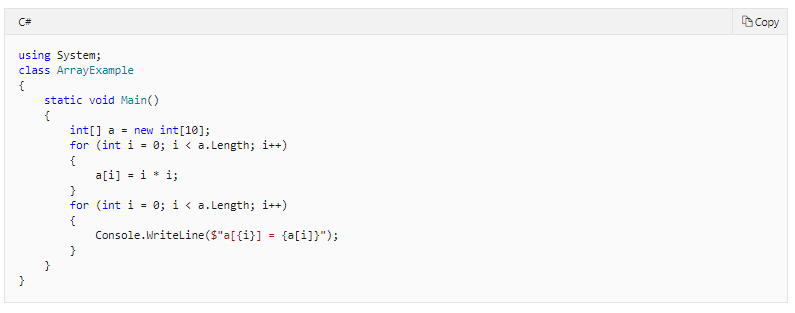 C#
Copy
using System;
class ArrayExample
{
    static void Main()
    {
        int[] a = new int[10];
        for (int i = 0; i < a.Length; i++)
        {
            a[i] = i * i;
        }
        for (int i = 0; i < a.Length; i++)
        {
            Console.WriteLine($"a[{i}] = {a[i]}");
        }
    }
}